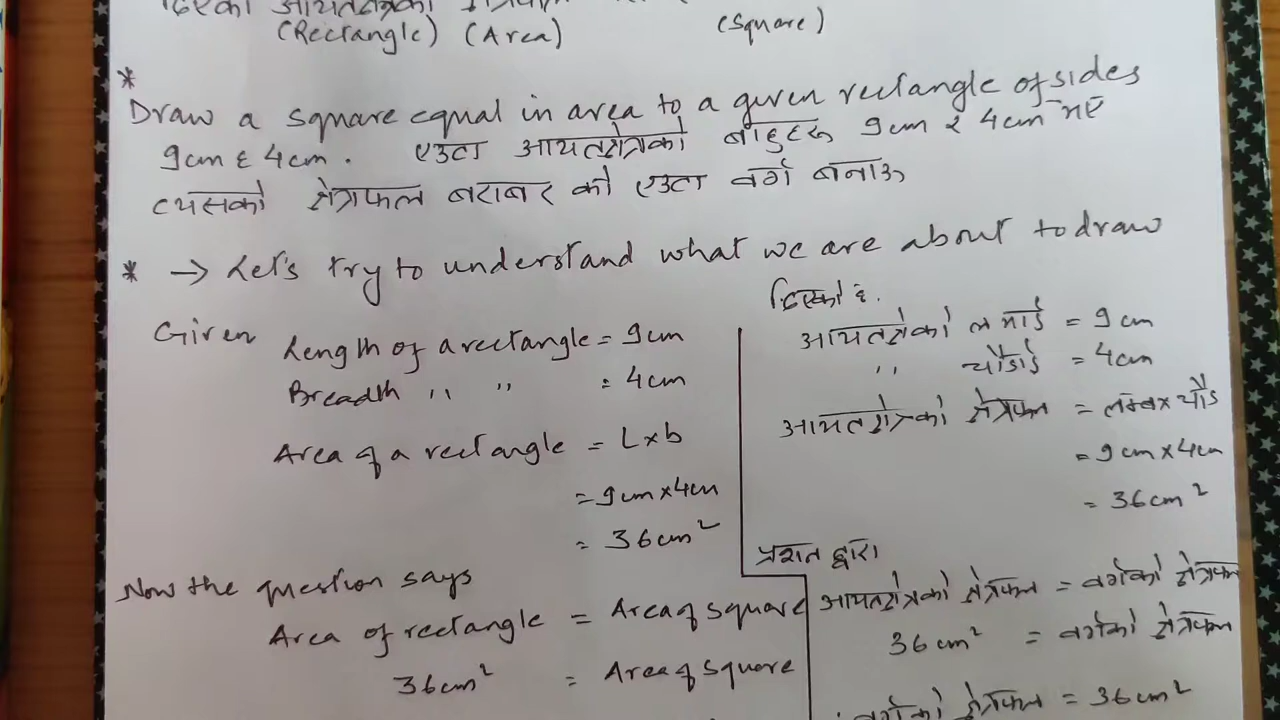 दिएको आयतक्षेत्रको
(Rectangle) (Area) (Square)
*
Draw a square equal in area to a given rectangle of sides
9cm & 4cm. एउटा आयतक्षेत्रको बाहुहरू 9cm र 4cm भए
त्यसको क्षेत्रफल बराबर को एउटा वर्ग बनाऊ
* → Let's try to understand what we are about to draw
Given Length of a rectangle = 9cm
Breadth ,, ,, = 4cm
Area of a rectangle = L×b
= 9cm×4cm
= 36cm²
Now the question says
Area of rectangle = Area of square
36cm² = Area of square
दिएको छ.
आयतक्षेत्रको लम्बाई = 9cm
,, चौडाई = 4cm
आयतक्षेत्रको क्षेत्रफल = लम्ब×चौड
= 9cm×4cm
= 36cm²
प्रश्न द्वारा
आयतक्षेत्रको क्षेत्रफल = वर्गको क्षेत्रफल
36cm² = वर्गको क्षेत्रफल
वर्गको क्षेत्रफल = 36cm²